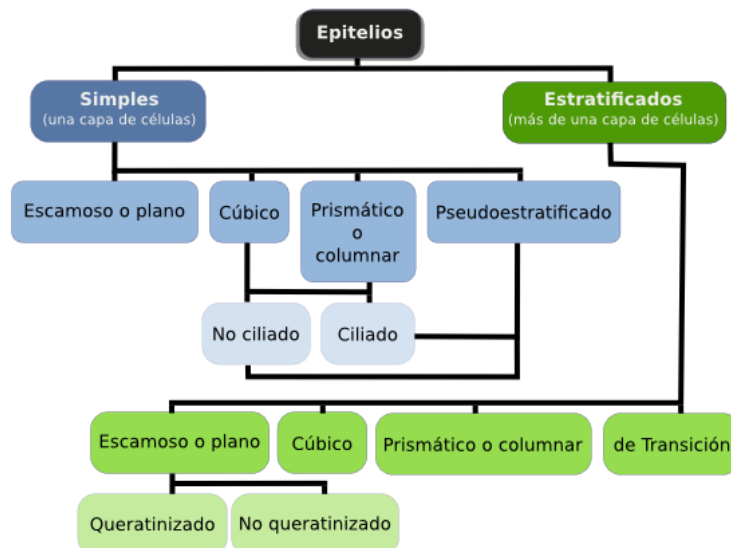 Epitelios
Simples
(una capa de células)
Estratificados
(más de una capa de células)
Escamoso o plano
Cúbico
Prismático
o
columnar
Pseudoestratificado
No ciliado
Ciliado
Escamoso o plano
Cúbico
Prismático o columnar
de Transición
Queratinizado
No queratinizado